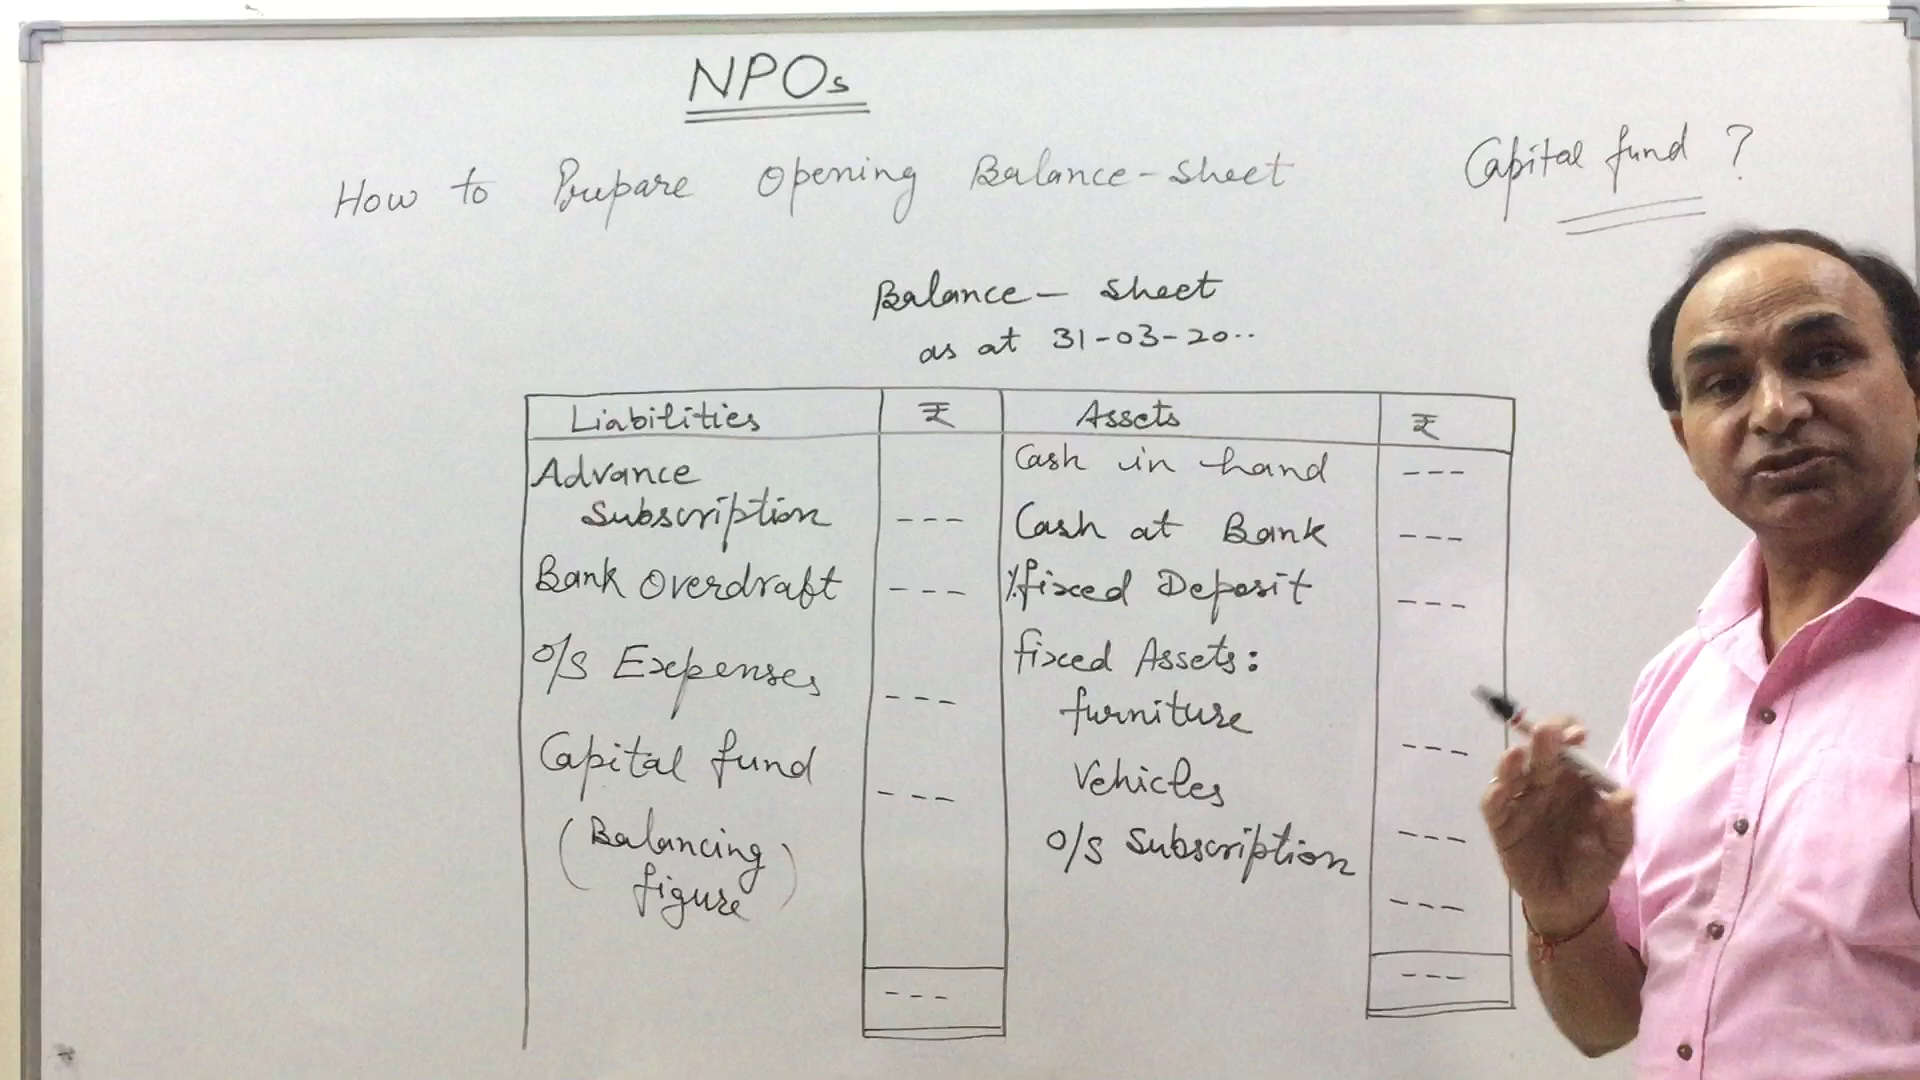 NPOs
How to Prepare Opening Balance-sheet
Capital fund ?
Balance - sheet
as at 31-03-20..
Liabilities ₹ Assets ₹
Advance
Subscription ---
Bank Overdraft ---
O/S Expenses ---
Capital fund ---
(Balancing
figure)
---
Cash in hand ---
Cash at Bank ---
% fixed Deposit ---
fixed Assets:
furniture ---
Vehicles ---
O/S Subscription ---
---